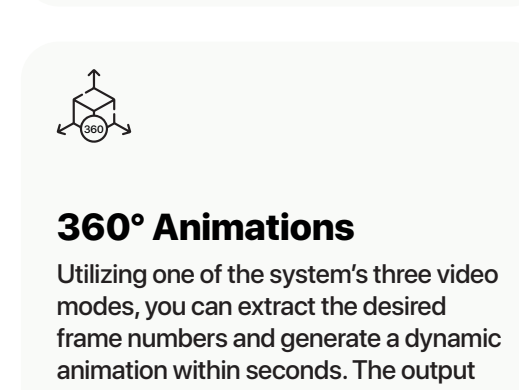 360
360° Animations
Utilizing one of the system’s three video
modes, you can extract the desired
frame numbers and generate a dynamic
animation within seconds. The output